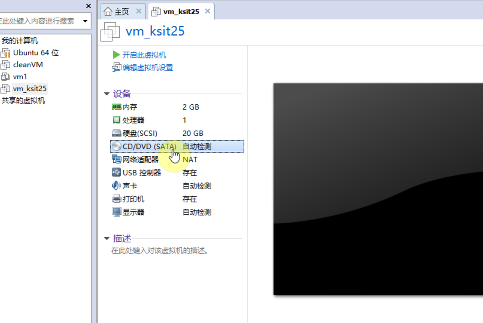 在此处键入内容进行搜索
我的计算机
Ubuntu 64 位
cleanVM
vm1
vm_ksit25
共享的虚拟机
主页
vm_ksit25
vm_ksit25
开启此虚拟机
编辑虚拟机设置
设备
内存 2 GB
处理器 1
硬盘(SCSI) 20 GB
CD/DVD (SATA) 自动检测
网络适配器 NAT
USB 控制器 存在
声卡 自动检测
打印机 存在
显示器 自动检测
描述
在此处键入对该虚拟机的描述。